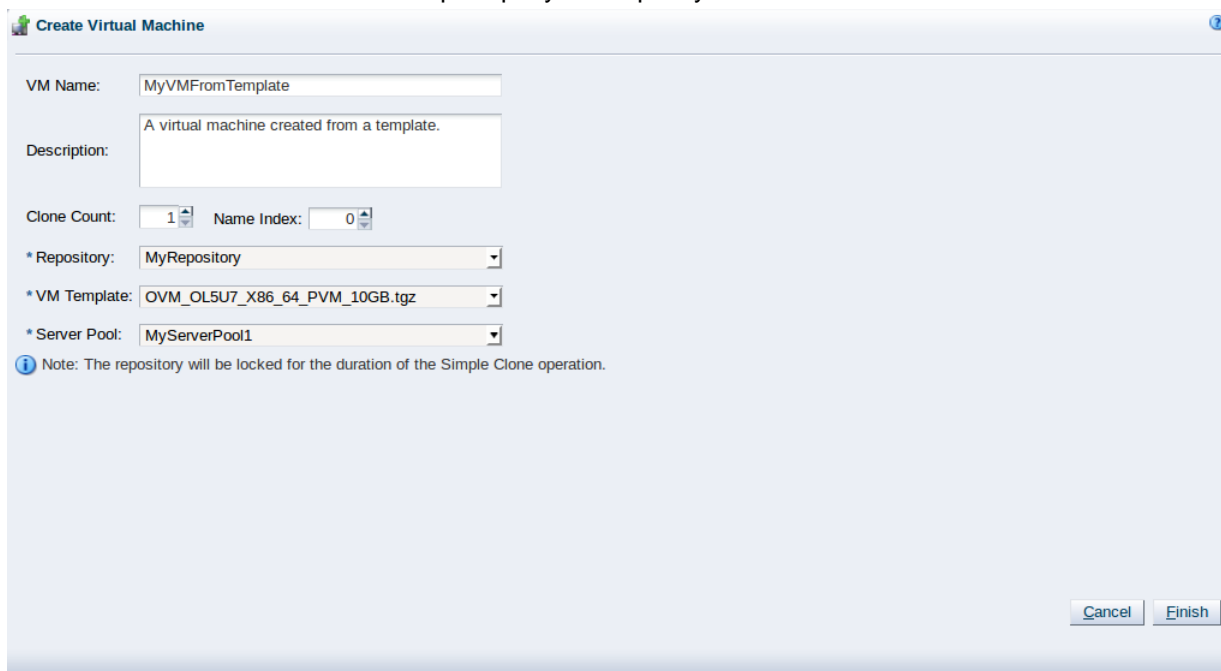 Create Virtual Machine
VM Name: MyVMFromTemplate
Description: A virtual machine created from a template.
Clone Count: 1 Name Index: 0
* Repository: MyRepository
* VM Template: OVM_OL5U7_X86_64_PVM_10GB.tgz
* Server Pool: MyServerPool1
Note: The repository will be locked for the duration of the Simple Clone operation.
Cancel Finish